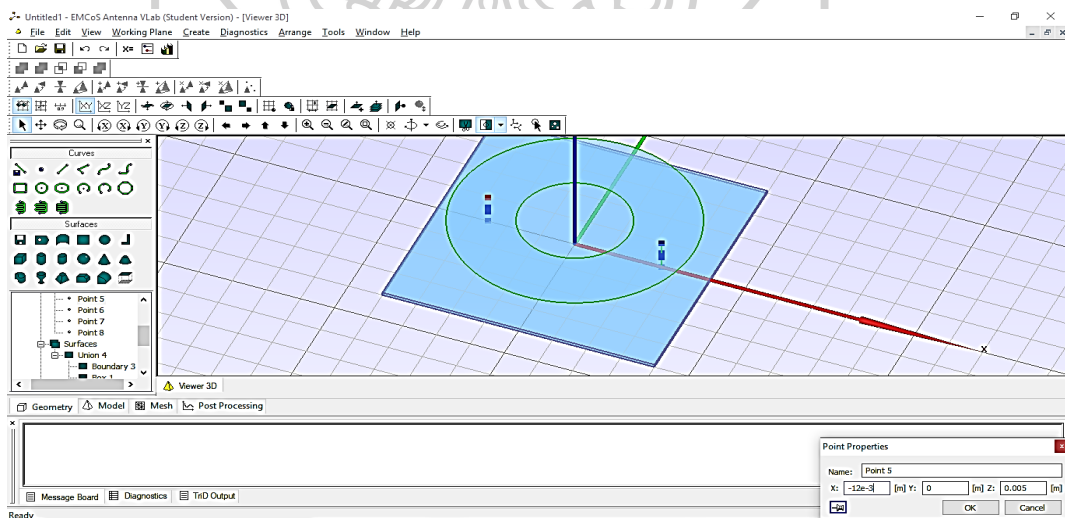 Untitled1 - EMCoS Antenna VLab (Student Version) - [Viewer 3D]
File Edit View Working Plane Create Diagnostics Arrange Tools Window Help
Curves
Surfaces
Point 5
Point 6
Point 7
Point 8
Surfaces
Union 4
Boundary 3
Box 1
X
Viewer 3D
Geometry Model Mesh Post Processing
Message Board Diagnostics TriD Output
Ready
Point Properties
Name: Point 5
X: -12e-3 [m] Y: 0 [m] Z: 0.005 [m]
OK Cancel